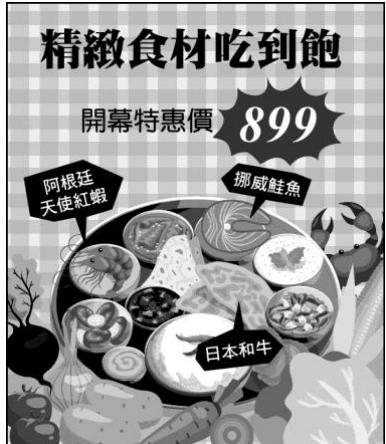 精緻食材吃到飽
開幕特惠價
899
阿根廷
天使紅蝦
挪威鮭魚
日本和牛